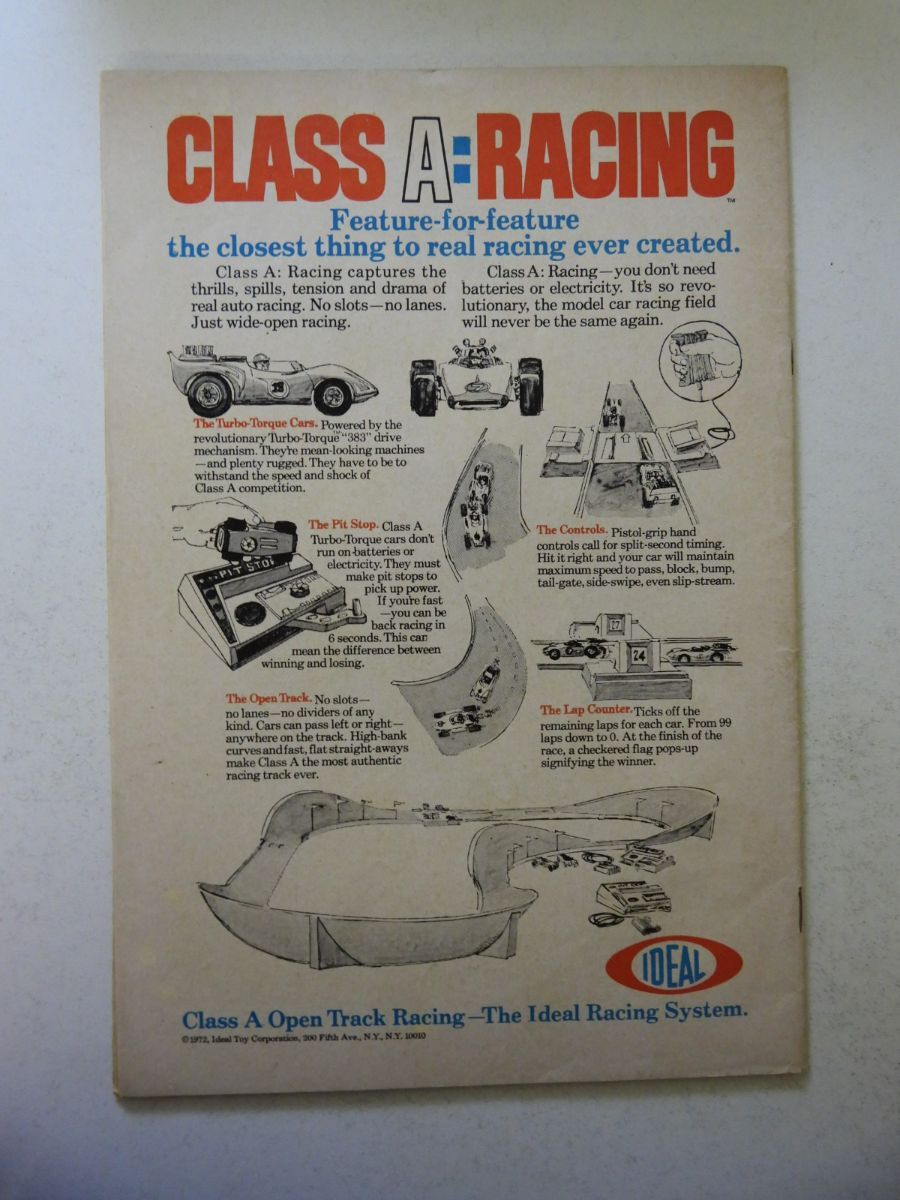 CLASS A: RACING
TM
Feature-for-feature
the closest thing to real racing ever created.
Class A: Racing captures the
thrills, spills, tension and drama of
real auto racing. No slots—no lanes.
Just wide-open racing.
Class A: Racing—you don't need
batteries or electricity. It's so revo-
lutionary, the model car racing field
will never be the same again.
The Turbo-Torque Cars. Powered by the
revolutionary Turbo-Torque "383" drive
mechanism. They're mean-looking machines
—and plenty rugged. They have to be to
withstand the speed and shock of
Class A competition.
The Pit Stop. Class A
Turbo-Torque cars don't
run on batteries or
electricity. They must
make pit stops to
pick up power.
If you're fast
—you can be
back racing in
6 seconds. This can
mean the difference between
winning and losing.
PIT STOP
The Controls. Pistol-grip hand
controls call for split-second timing.
Hit it right and your car will maintain
maximum speed to pass, block, bump,
tail-gate, side-swipe, even slip-stream.
The Open Track. No slots—
no lanes—no dividers of any
kind. Cars can pass left or right—
anywhere on the track. High-bank
curves and fast, flat straight-aways
make Class A the most authentic
racing track ever.
27
24
The Lap Counter. Ticks off the
remaining laps for each car. From 99
laps down to 0. At the finish of the
race, a checkered flag pops-up
signifying the winner.
IDEAL
Class A Open Track Racing—The Ideal Racing System.
©1972, Ideal Toy Corporation, 200 Fifth Ave., N.Y., N.Y. 10010